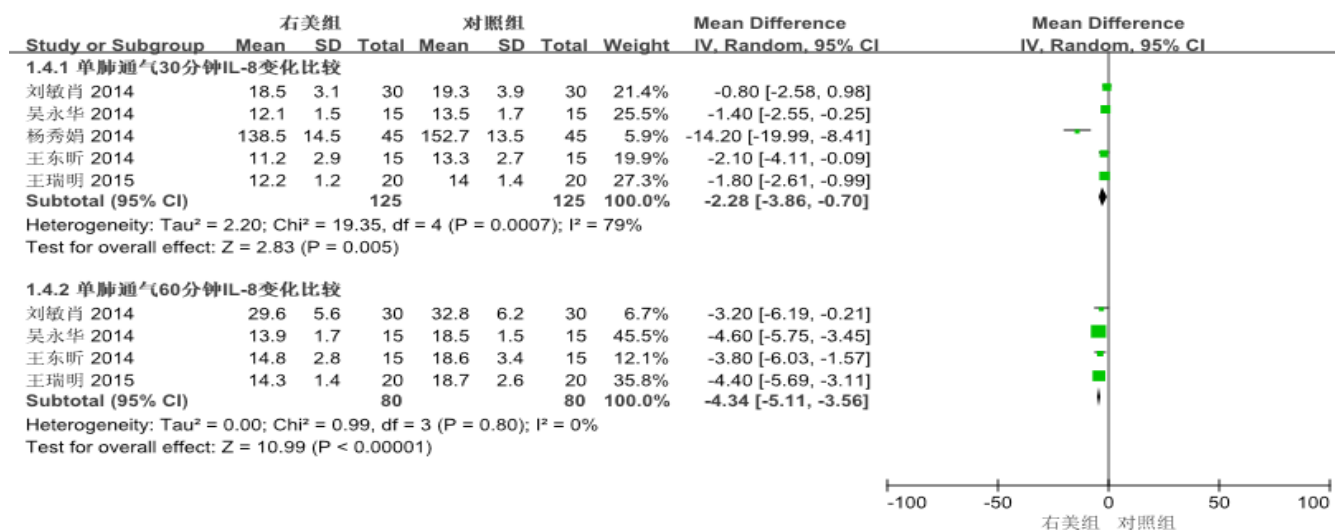 右美组 对照组 Mean Difference Mean Difference
Study or Subgroup Mean SD Total Mean SD Total Weight IV, Random, 95% CI IV, Random, 95% CI
1.4.1 单肺通气30分钟IL-8变化比较
刘敏肖 2014 18.5 3.1 30 19.3 3.9 30 21.4% -0.80 [-2.58, 0.98]
吴永华 2014 12.1 1.5 15 13.5 1.7 15 25.5% -1.40 [-2.55, -0.25]
杨秀娟 2014 138.5 14.5 45 152.7 13.5 45 5.9% -14.20 [-19.99, -8.41]
王东昕 2014 11.2 2.9 15 13.3 2.7 15 19.9% -2.10 [-4.11, -0.09]
王瑞明 2015 12.2 1.2 20 14 1.4 20 27.3% -1.80 [-2.61, -0.99]
Subtotal (95% CI) 125 125 100.0% -2.28 [-3.86, -0.70]
Heterogeneity: Tau² = 2.20; Chi² = 19.35, df = 4 (P = 0.0007); I² = 79%
Test for overall effect: Z = 2.83 (P = 0.005)
1.4.2 单肺通气60分钟IL-8变化比较
刘敏肖 2014 29.6 5.6 30 32.8 6.2 30 6.7% -3.20 [-6.19, -0.21]
吴永华 2014 13.9 1.7 15 18.5 1.5 15 45.5% -4.60 [-5.75, -3.45]
王东昕 2014 14.8 2.8 15 18.6 3.4 15 12.1% -3.80 [-6.03, -1.57]
王瑞明 2015 14.3 1.4 20 18.7 2.6 20 35.8% -4.40 [-5.69, -3.11]
Subtotal (95% CI) 80 80 100.0% -4.34 [-5.11, -3.56]
Heterogeneity: Tau² = 0.00; Chi² = 0.99, df = 3 (P = 0.80); I² = 0%
Test for overall effect: Z = 10.99 (P < 0.00001)
-100 -50 0 50 100
右美组 对照组